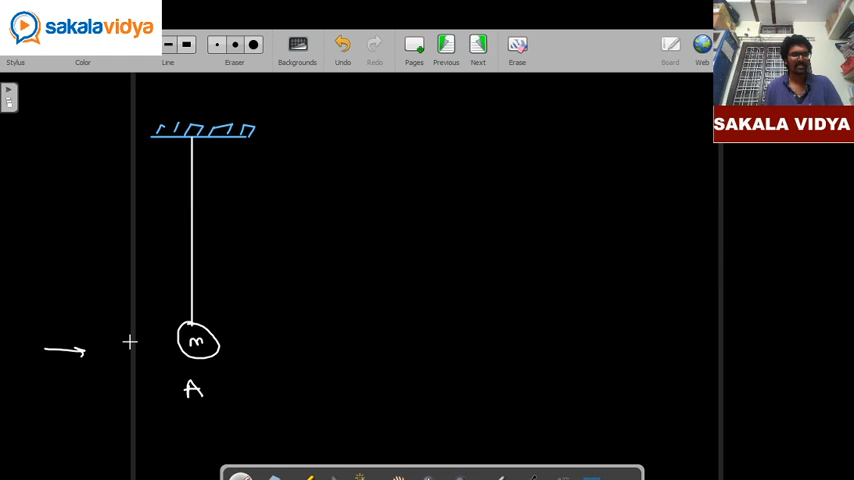 sakalavidya
Stylus
Color
Line
Eraser
Backgrounds
Undo
Redo
Pages
Previous
Next
Erase
Board
Web
SAKALA VIDYA
m
A